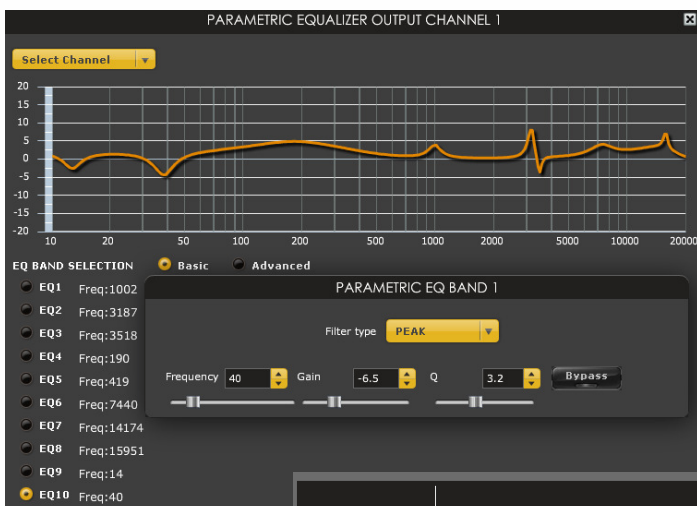 PARAMETRIC EQUALIZER OUTPUT CHANNEL 1
Select Channel
20
15
10
5
0
-5
-10
-15
-20
10 20 50 100 200 500 1000 2000 5000 10000 20000
EQ BAND SELECTION Basic Advanced
EQ1 Freq:1002
EQ2 Freq:3187
EQ3 Freq:3518
EQ4 Freq:190
EQ5 Freq:419
EQ6 Freq:7440
EQ7 Freq:14174
EQ8 Freq:15951
EQ9 Freq:14
EQ10 Freq:40
PARAMETRIC EQ BAND 1
Filter type PEAK
Frequency 40 Gain -6.5 Q 3.2 Bypass